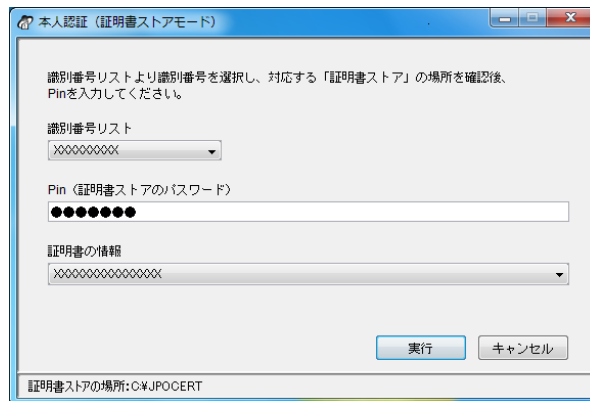 本人認証（証明書ストアモード）
識別番号リストより識別番号を選択し、対応する「証明書ストア」の場所を確認後、
Pinを入力してください。
識別番号リスト
XXXXXXXXX
Pin（証明書ストアのパスワード）
●●●●●●●
証明書の情報
XXXXXXXXXXXXXXX
実行
キャンセル
証明書ストアの場所:C:¥JPOCERT